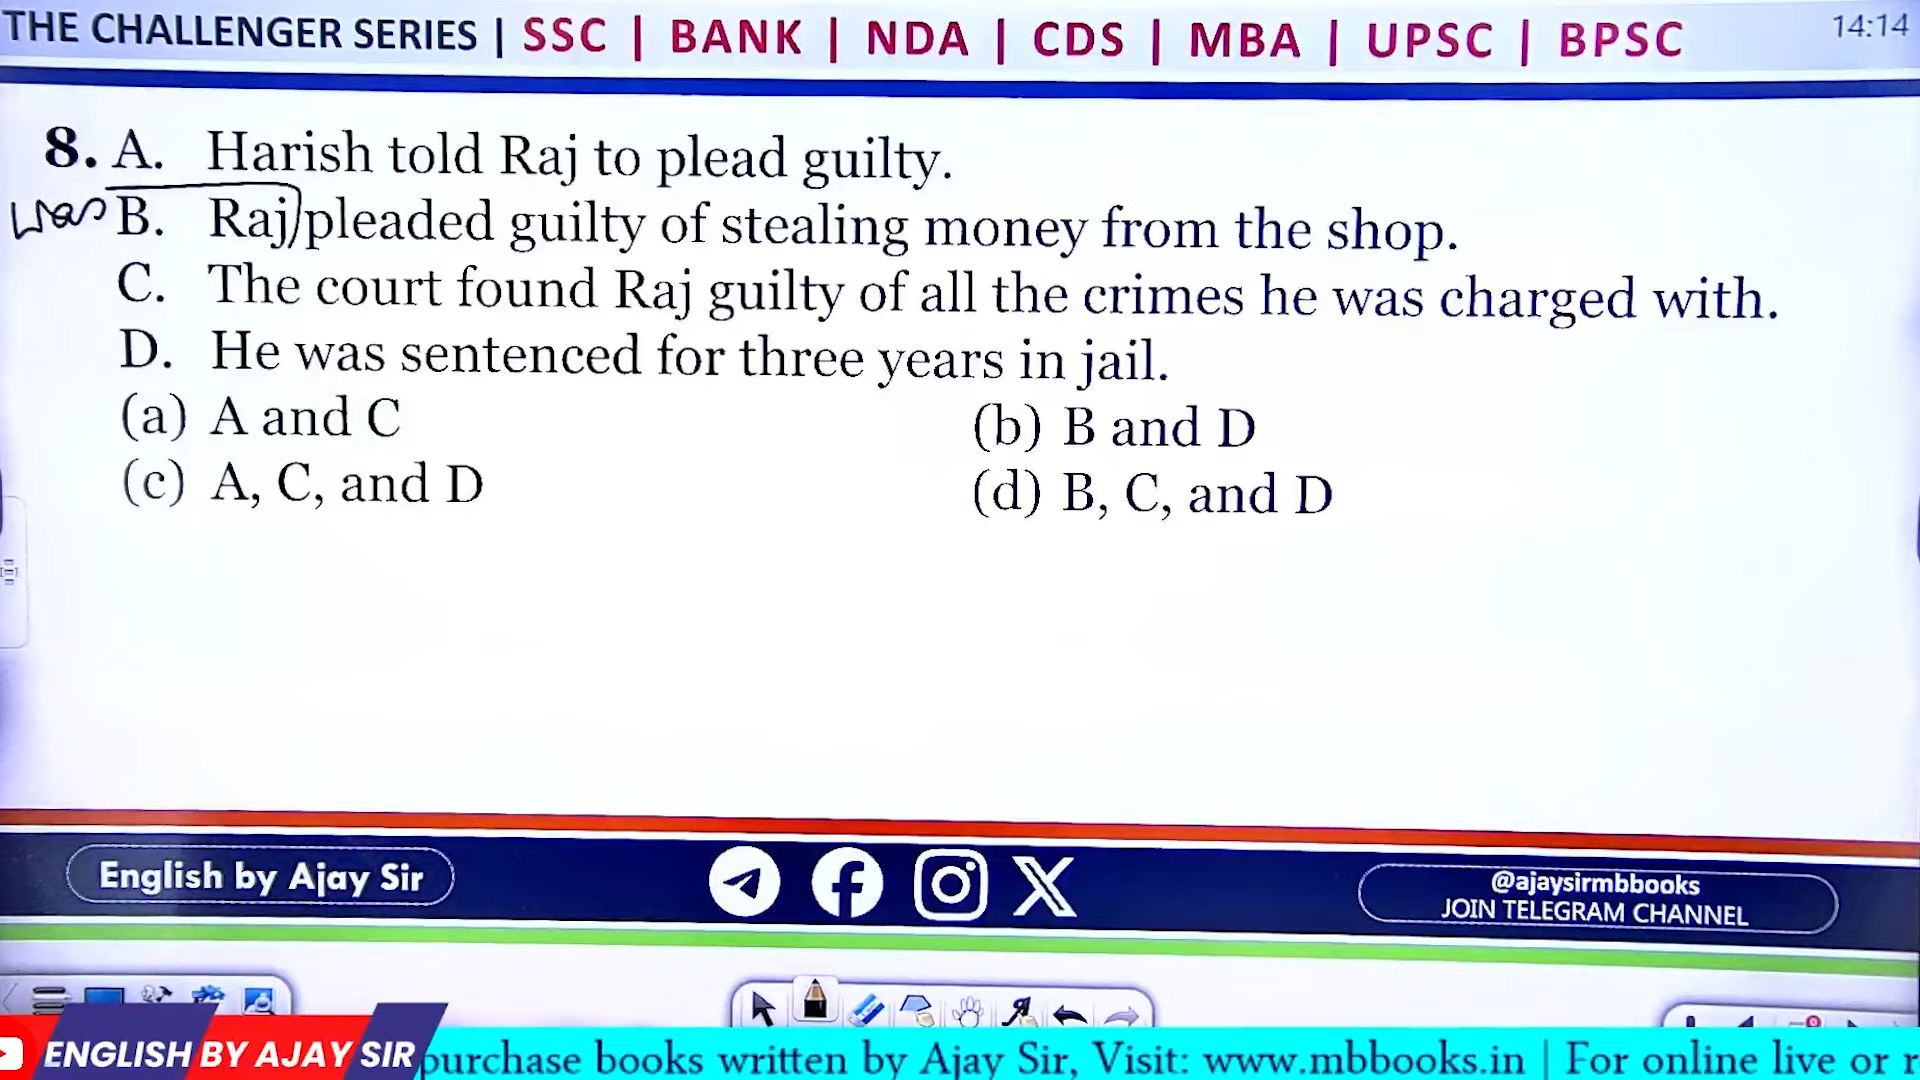 THE CHALLENGER SERIES | SSC | BANK | NDA | CDS | MBA | UPSC | BPSC
14:14
8. A. Harish told Raj to plead guilty.
was
B. Raj pleaded guilty of stealing money from the shop.
C. The court found Raj guilty of all the crimes he was charged with.
D. He was sentenced for three years in jail.
(a) A and C
(b) B and D
(c) A, C, and D
(d) B, C, and D
English by Ajay Sir
@ajaysirmbbooks
JOIN TELEGRAM CHANNEL
ENGLISH BY AJAY SIR
purchase books written by Ajay Sir, Visit: www.mbbooks.in | For online live or